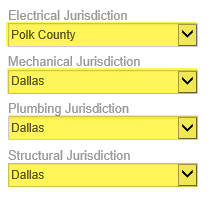 Electrical Jurisdiction
Polk County
Mechanical Jurisdiction
Dallas
Plumbing Jurisdiction
Dallas
Structural Jurisdiction
Dallas